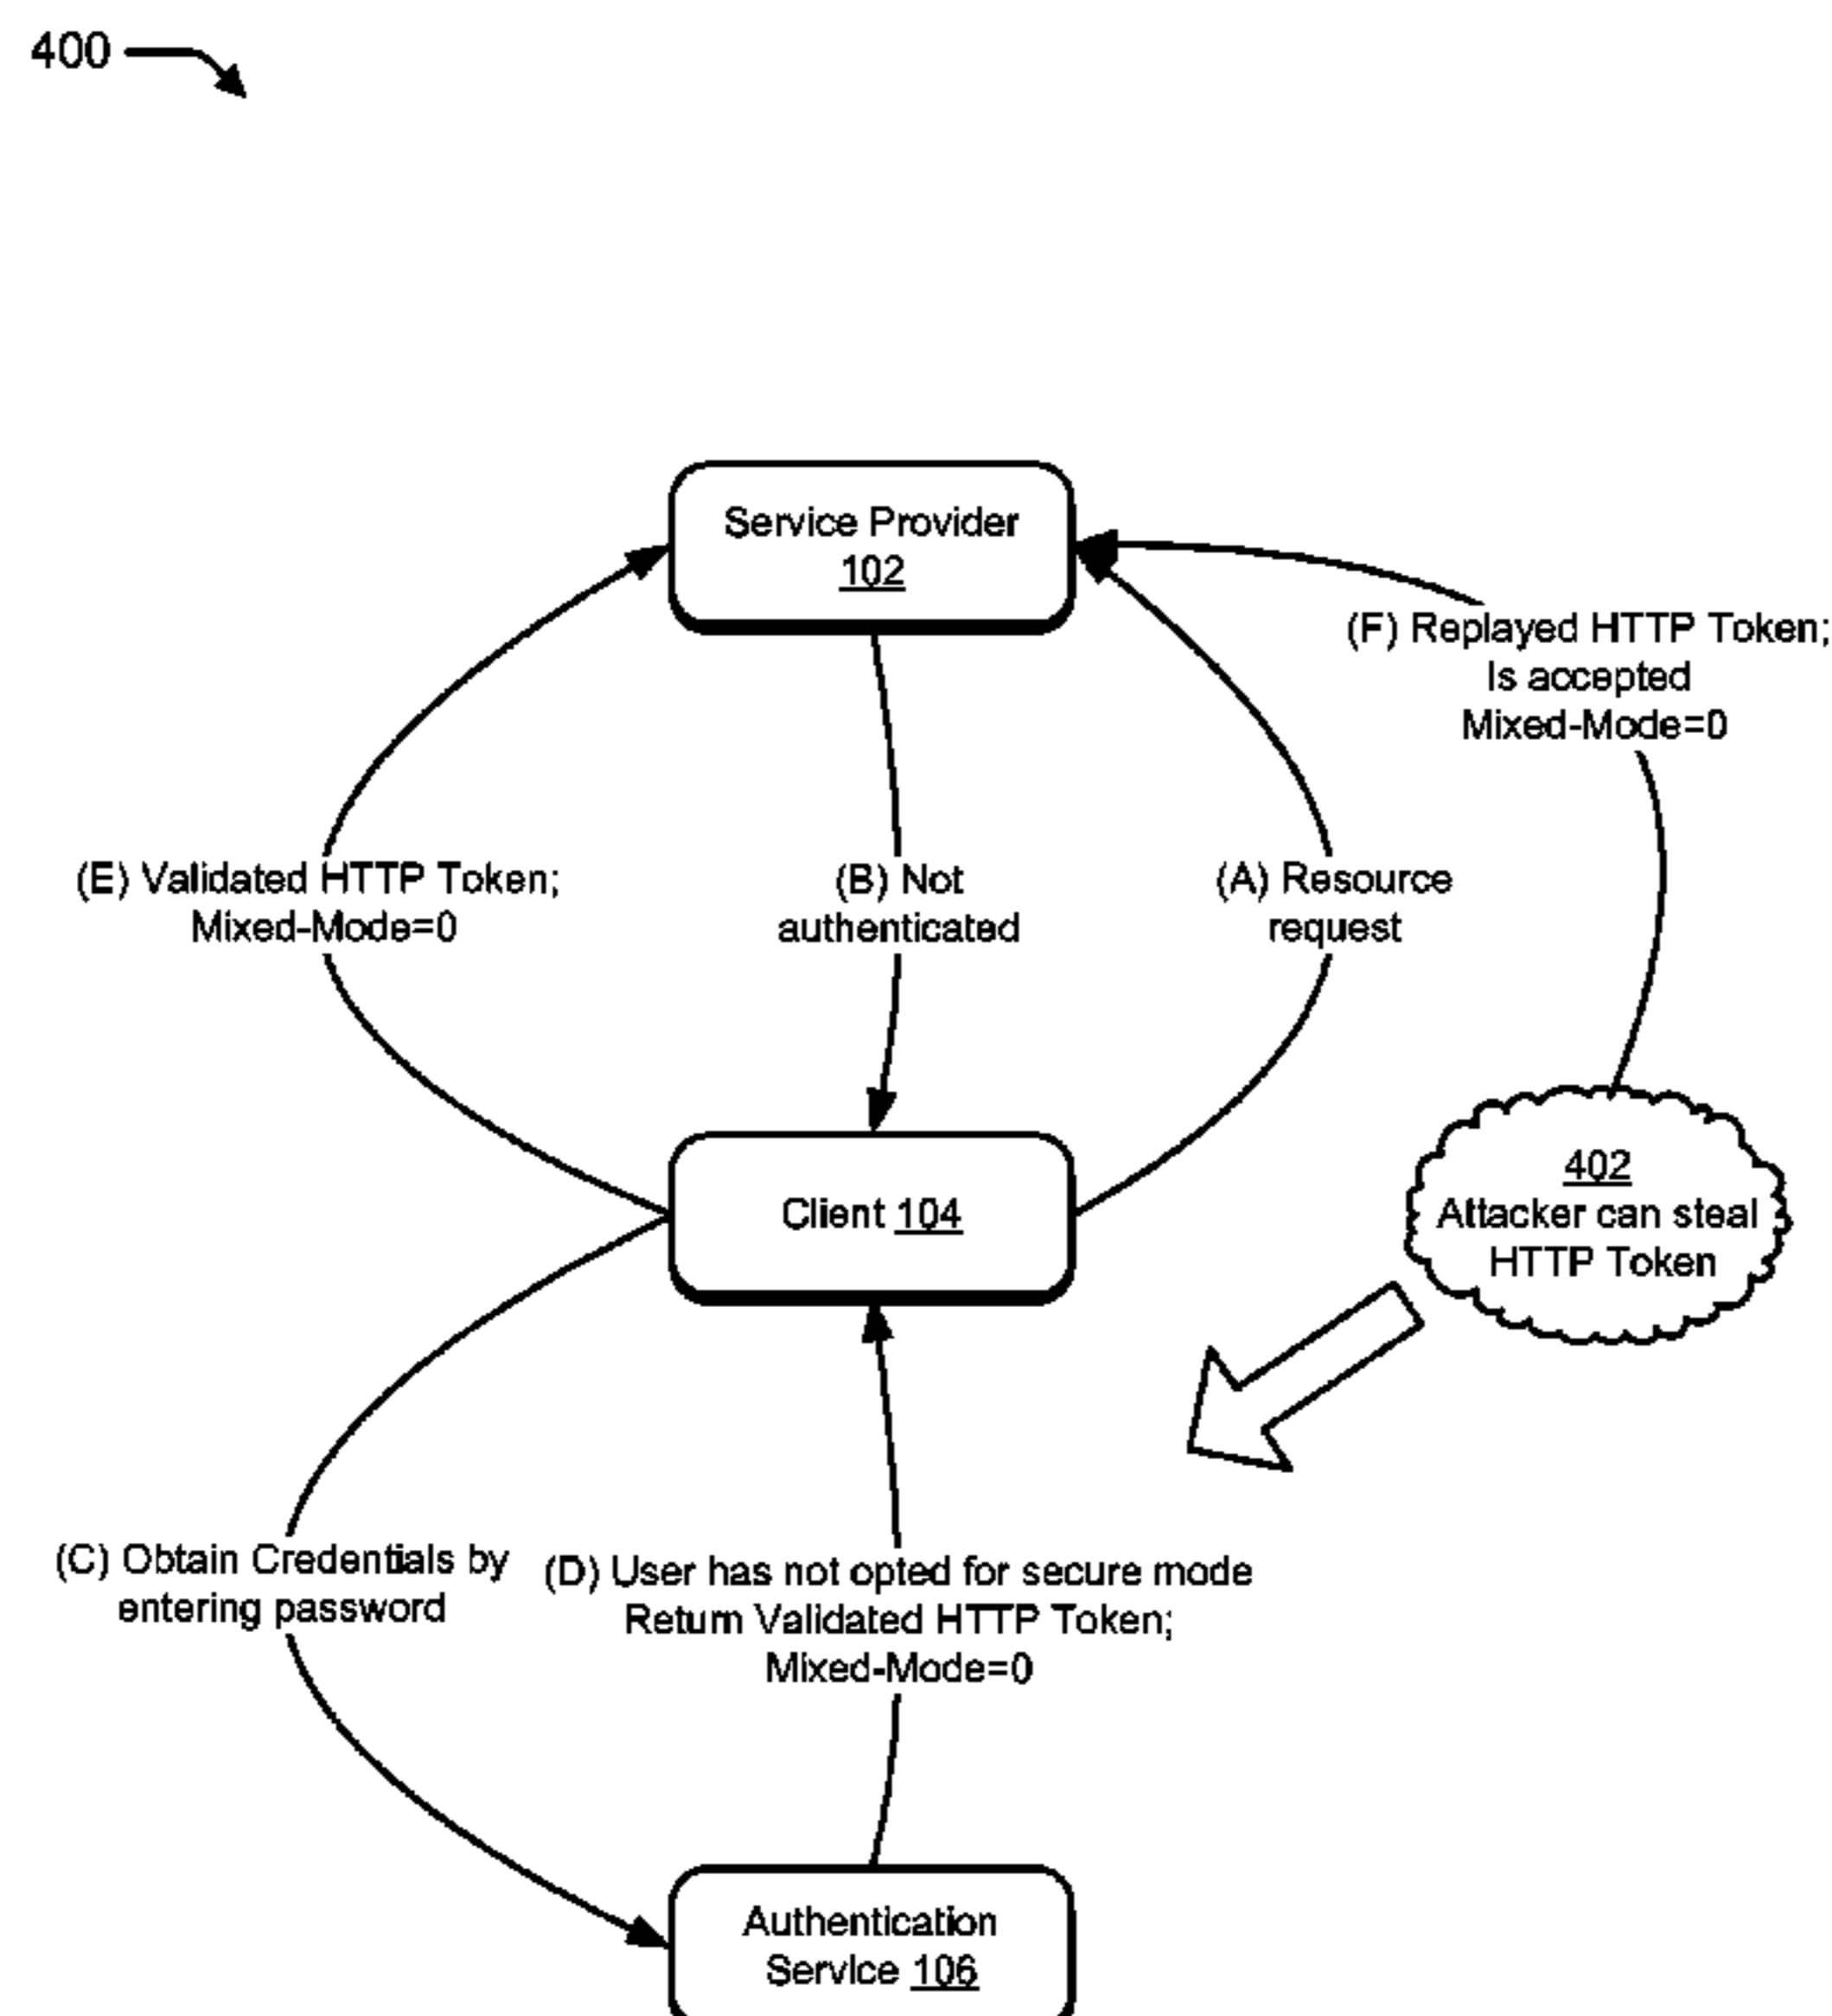 400
Service Provider
102
(F) Replayed HTTP Token;
Is accepted
Mixed-Mode=0
(E) Validated HTTP Token;
Mixed-Mode=0
(B) Not
authenticated
(A) Resource
request
Client 104
402
Attacker can steal
HTTP Token
(C) Obtain Credentials by
entering password
(D) User has not opted for secure mode
Return Validated HTTP Token;
Mixed-Mode=0
Authentication
Service 106